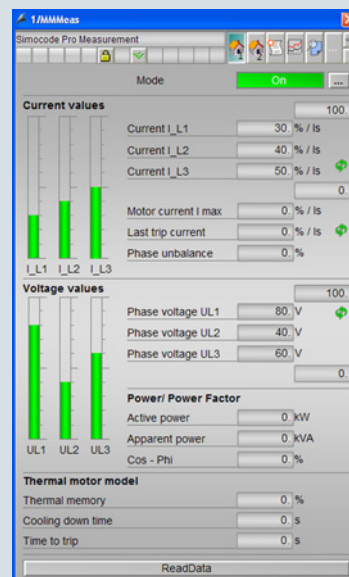 1/MMMeas
Simocode Pro Measurement
1 2
Mode On ...
Current values
100.
Current I_L1 30. % / Is
Current I_L2 40. % / Is
Current I_L3 50. % / Is
0.
Motor current I max 0. % / Is
Last trip current 0. % / Is
Phase unbalance 0. %
I_L1 I_L2 I_L3
Voltage values
100.
Phase voltage UL1 80. V
Phase voltage UL2 40. V
Phase voltage UL3 60. V
0.
Power/ Power Factor
Active power 0. kW
Apparent power 0. kVA
Cos - Phi 0. %
UL1 UL2 UL3
Thermal motor model
Thermal memory 0. %
Cooling down time 0. s
Time to trip 0. s
ReadData